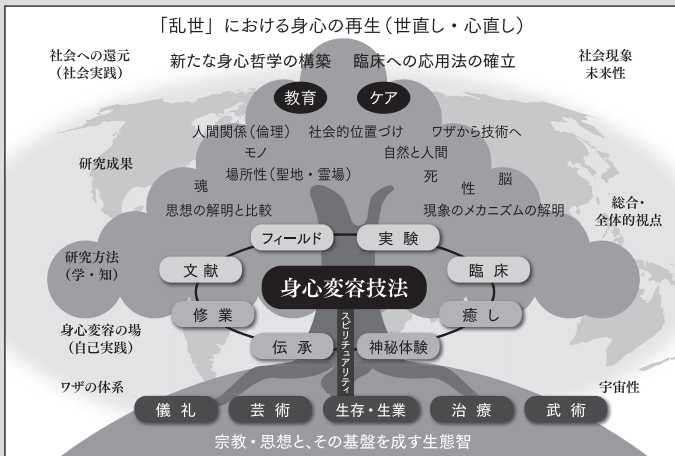 「乱世」における身心の再生（世直し・心直し）
社会への還元
（社会実践）
新たな身心哲学の構築　臨床への応用法の確立
社会現象
未来性
教育
ケア
人間関係（倫理）　社会的位置づけ　ワザから技術へ
モノ
自然と人間
研究成果
場所性（聖地・霊場）
魂
死
性
脳
思想の解明と比較
現象のメカニズムの解明
総合・
全体的視点
フィールド
実験
研究方法
（学・知）
文献
臨床
身心変容技法
修業
癒し
身心変容の場
（自己実践）
伝承
スピリチュアリティ
神秘体験
ワザの体系
宇宙性
儀礼
芸術
生存・生業
治療
武術
宗教・思想と、その基盤を成す生態智